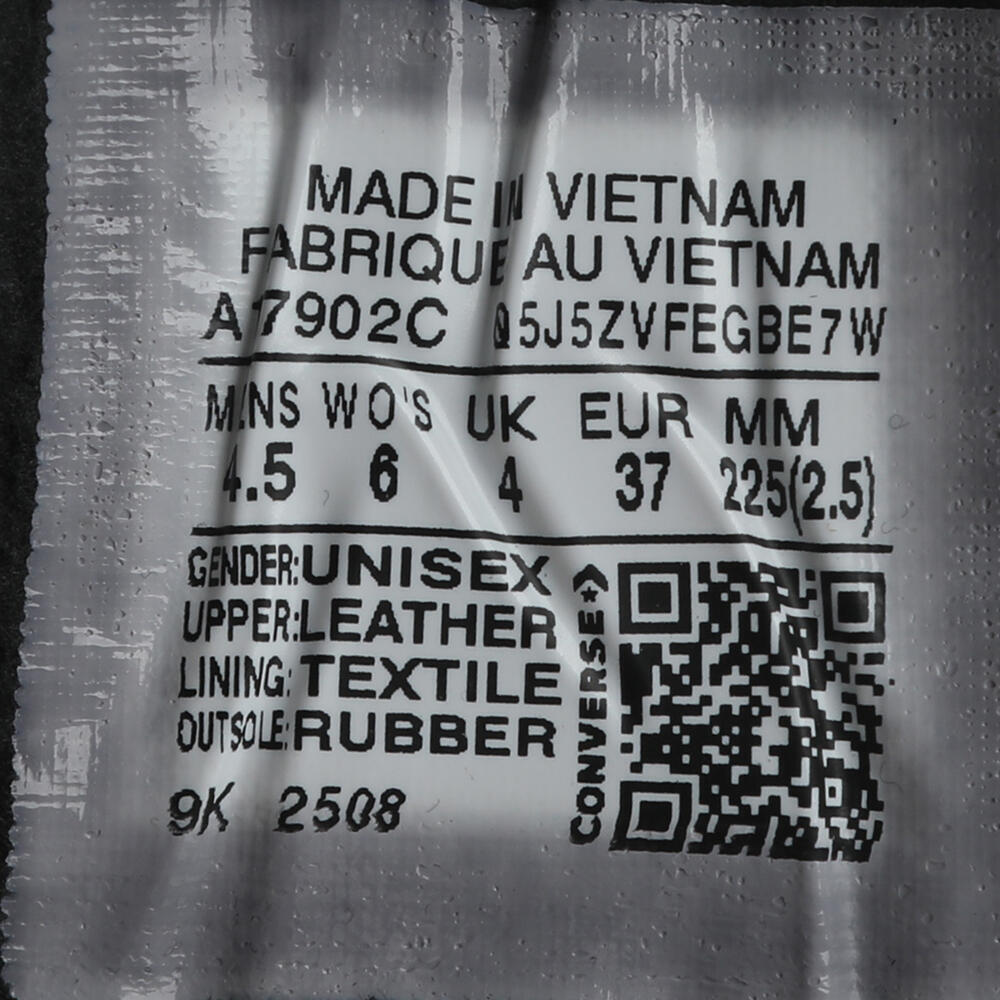 MADE IN VIETNAM
FABRIQUE AU VIETNAM
A17902C Q5J5ZVFEGBE7W
MENS WO'S UK EUR MM
4.5 6 4 37 225(2.5)
GENDER:UNISEX
UPPER:LEATHER
LINING:TEXTILE
OUTSOLE:RUBBER
9K 2508
CONVERSE